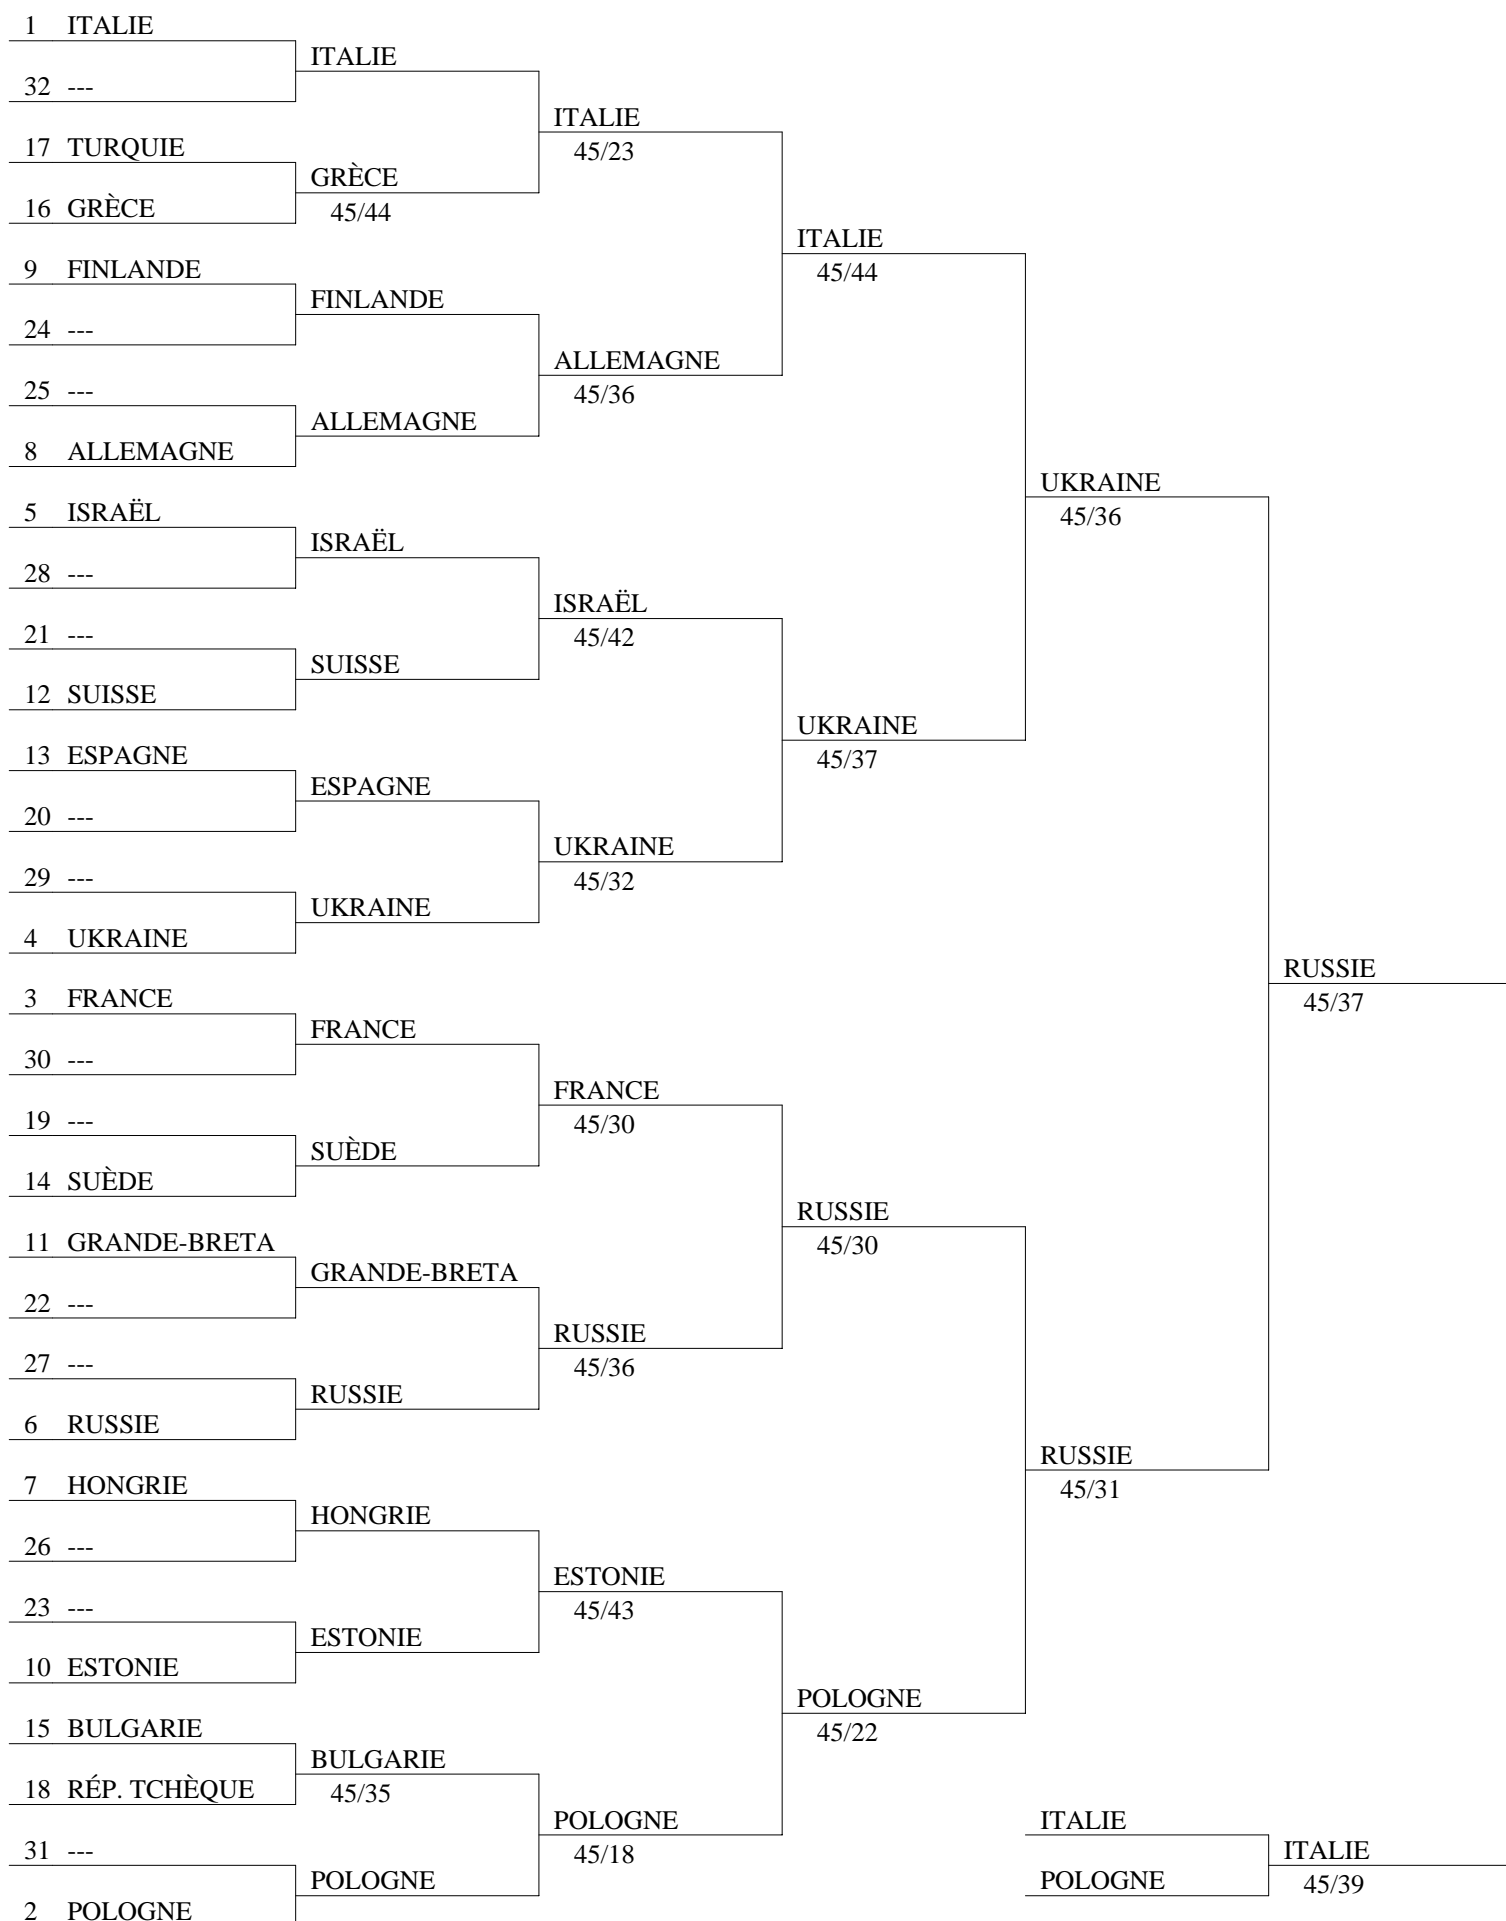 1 ITALIE
32 ---
17 TURQUIE
16 GRÈCE
9 FINLANDE
24 ---
25 ---
8 ALLEMAGNE
5 ISRAËL
28 ---
21 ---
12 SUISSE
13 ESPAGNE
20 ---
29 ---
4 UKRAINE
3 FRANCE
30 ---
19 ---
14 SUÈDE
11 GRANDE-BRETA
22 ---
27 ---
6 RUSSIE
7 HONGRIE
26 ---
23 ---
10 ESTONIE
15 BULGARIE
18 RÉP. TCHÈQUE
31 ---
2 POLOGNE
ITALIE
GRÈCE
45/44
FINLANDE
ALLEMAGNE
ISRAËL
SUISSE
ESPAGNE
UKRAINE
FRANCE
SUÈDE
GRANDE-BRETA
RUSSIE
HONGRIE
ESTONIE
BULGARIE
45/35
POLOGNE
ITALIE
45/23
ALLEMAGNE
45/36
ISRAËL
45/42
UKRAINE
45/32
FRANCE
45/30
RUSSIE
45/36
ESTONIE
45/43
POLOGNE
45/18
ITALIE
45/44
UKRAINE
45/37
RUSSIE
45/30
POLOGNE
45/22
UKRAINE
45/36
RUSSIE
45/31
RUSSIE
45/37
ITALIE
POLOGNE
ITALIE
45/39